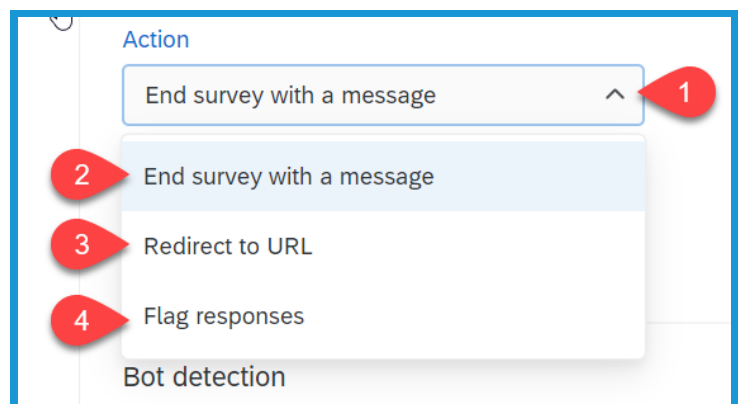 Action
End survey with a message
1
2
End survey with a message
3
Redirect to URL
4
Flag responses
Bot detection